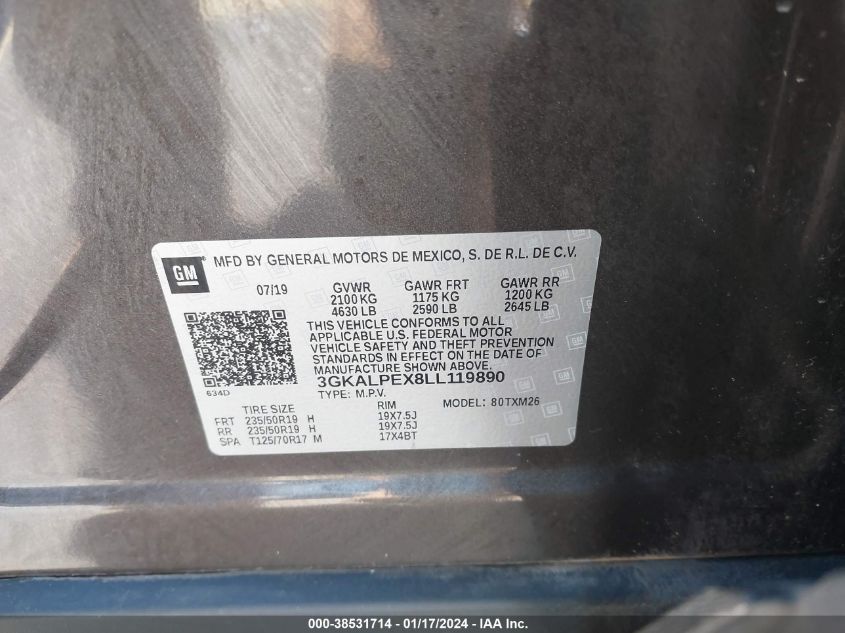 GM
MFD BY GENERAL MOTORS DE MEXICO, S. DE R.L. DE C.V.
07/19 GVWR GAWR FRT GAWR RR
2100 KG 1175 KG 1200 KG
4630 LB 2590 LB 2645 LB
THIS VEHICLE CONFORMS TO ALL
APPLICABLE U.S. FEDERAL MOTOR
VEHICLE SAFETY AND THEFT PREVENTION
STANDARDS IN EFFECT ON THE DATE OF
MANUFACTURE SHOWN ABOVE.
634D
3GKALPEX8LL119890
TYPE: M.P.V. MODEL: 80TXM26
TIRE SIZE RIM
FRT 235/50R19 H 19X7.5J
RR 235/50R19 H 19X7.5J
SPA T125/70R17 M 17X4BT
000-38531714 - 01/17/2024 - IAA Inc.